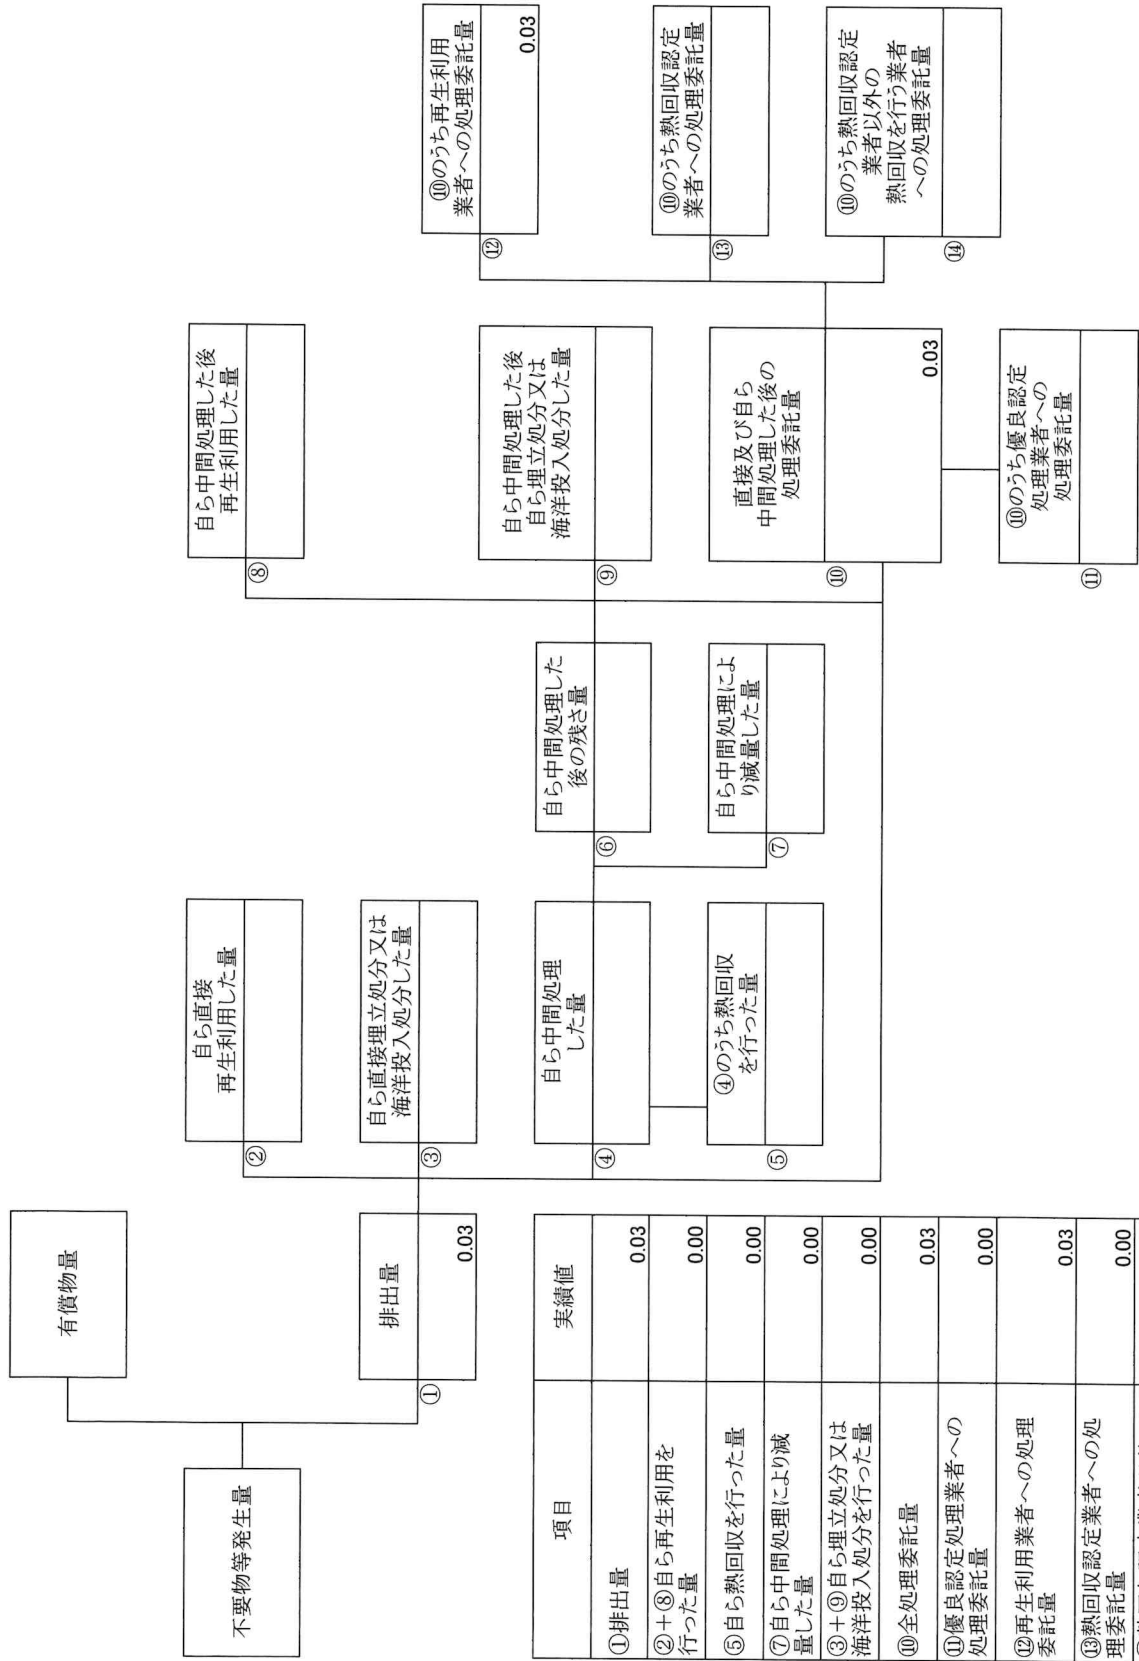 不要物等発生量
有償物量
①
排出量
0.03
②
自ら直接
再生利用した量
③
自ら直接埋立処分又は
海洋投入処分した量
④
自ら中間処理
した量
⑤
④のうち熱回収
を行った量
⑥
自ら中間処理した
後の残さ量
⑦
自ら中間処理によ
り減量した量
⑧
自ら中間処理した後
再生利用した量
⑨
自ら中間処理した後
自ら埋立処分又は
海洋投入処分した量
⑩
直接及び自ら
中間処理した後の
処理委託量
0.03
⑪
⑩のうち優良認定
処理業者への
処理委託量
⑫
⑩のうち再生利用
業者への処理委託量
0.03
⑬
⑩のうち熱回収認定
業者への処理委託量
⑭
⑩のうち熱回収認定
業者以外の
熱回収を行う業者
への処理委託量
項目 実績値
①排出量 0.03
②+⑧自ら再生利用を
行った量 0.00
⑤自ら熱回収を行った量 0.00
⑦自ら中間処理により減
量した量 0.00
③+⑨自ら埋立処分又は
海洋投入処分を行った量 0.00
⑩全処理委託量 0.03
⑪優良認定処理業者への
処理委託量 0.00
⑫再生利用業者への処理
委託量 0.03
⑬熱回収認定業者への処
理委託量 0.00